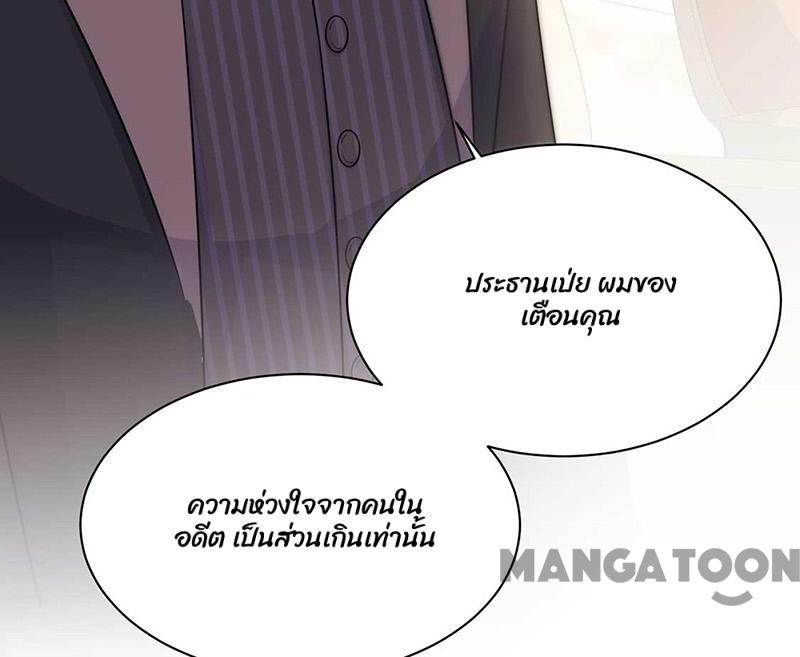 ประธานเป่ย ผมของ
เตือนคุณ
ความห่วงใจจากคนใน
อดีต เป็นส่วนเกินเท่านั้น
MANGATOON